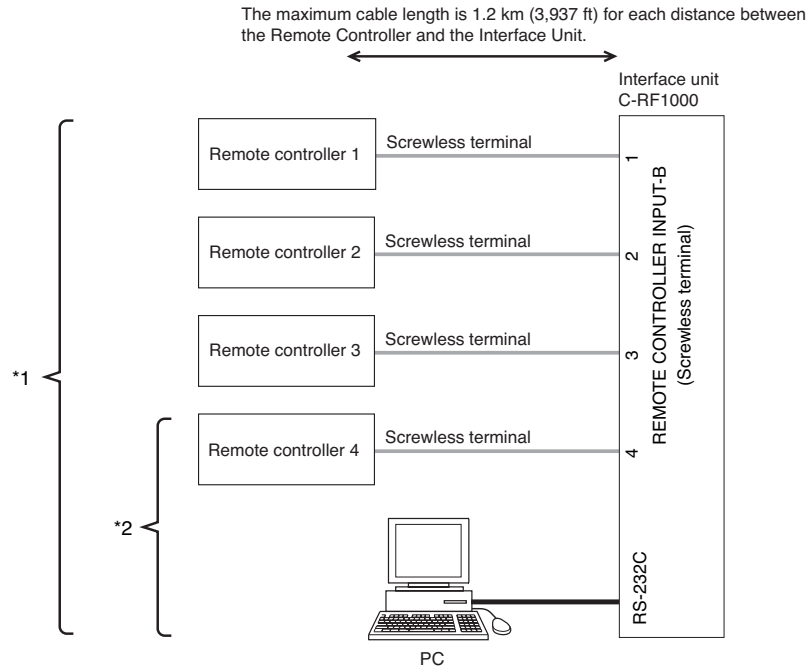 The maximum cable length is 1.2 km (3,937 ft) for each distance between
the Remote Controller and the Interface Unit.
Interface unit
C-RF1000
Remote controller 1
Screwless terminal
1
Remote controller 2
Screwless terminal
2
Remote controller 3
Screwless terminal
3
Remote controller 4
Screwless terminal
4
REMOTE CONTROLLER INPUT-B
(Screwless terminal)
*1
*2
RS-232C
PC